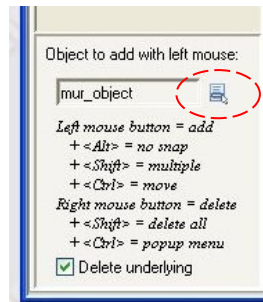 Object to add with left mouse:
mur_object
Left mouse button = add
+ <Alt> = no snap
+ <Shift> = multiple
+ <Ctrl> = move
Right mouse button = delete
+ <Shift> = delete all
+ <Ctrl> = popup menu
Delete underlying